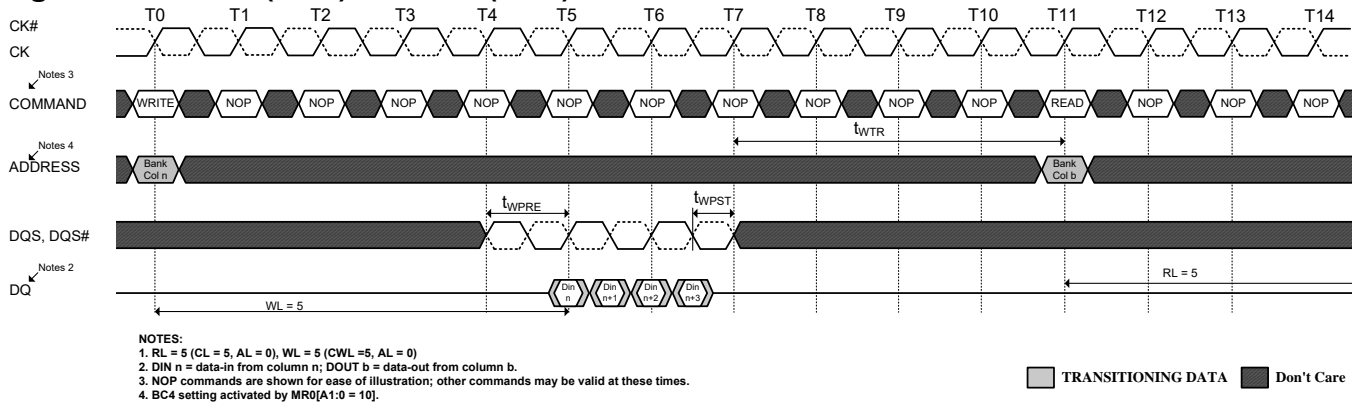 T0 T1 T2 T3 T4 T5 T6 T7 T8 T9 T10 T11 T12 T13 T14
CK#
CK
Notes 3
COMMAND WRITE NOP NOP NOP NOP NOP NOP NOP NOP NOP NOP READ NOP NOP NOP
tWTR
Notes 4
ADDRESS
Bank Bank
Col n Col b
tWPRE tWPST
DQS, DQS#
Notes 2
DQ
Din Din Din Din
n n+1 n+2 n+3
RL = 5
WL = 5
NOTES:
1. RL = 5 (CL = 5, AL = 0), WL = 5 (CWL =5, AL = 0)
2. DIN n = data-in from column n; DOUT b = data-out from column b.
3. NOP commands are shown for ease of illustration; other commands may be valid at these times.
4. BC4 setting activated by MR0[A1:0 = 10].
TRANSITIONING DATA Don't Care